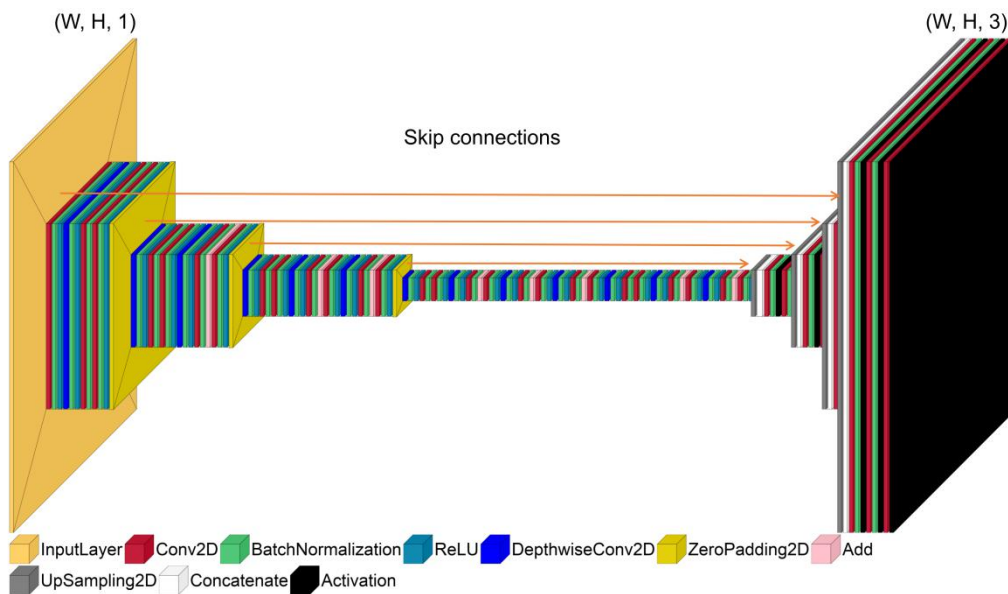 (W, H, 1)
(W, H, 3)
Skip connections
InputLayer Conv2D BatchNormalization ReLU DepthwiseConv2D ZeroPadding2D Add
UpSampling2D Concatenate Activation